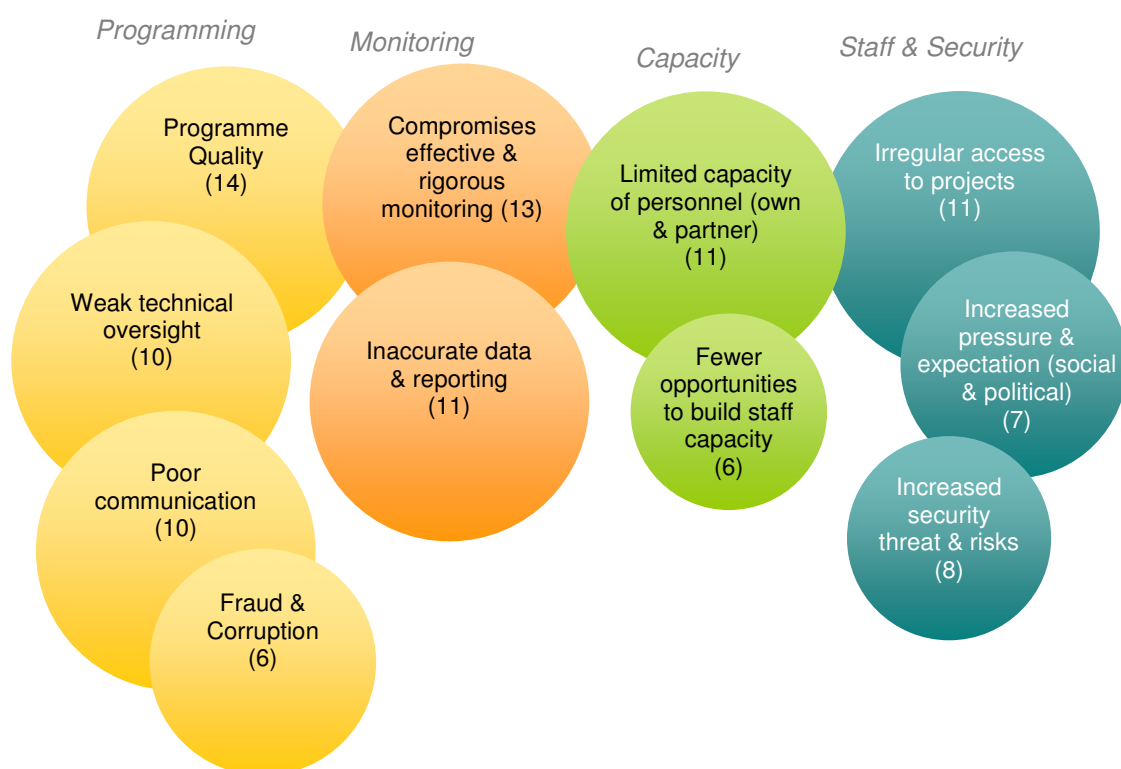 Programming
Monitoring
Capacity
Staff & Security
Programme
Quality
(14)
Weak technical
oversight
(10)
Poor
communication
(10)
Fraud &
Corruption
(6)
Compromises
effective &
rigorous
monitoring (13)
Inaccurate data
& reporting
(11)
Limited capacity
of personnel (own
& partner)
(11)
Fewer
opportunities
to build staff
capacity
(6)
Irregular access
to projects
(11)
Increased
pressure &
expectation (social
& political)
(7)
Increased
security
threat & risks
(8)